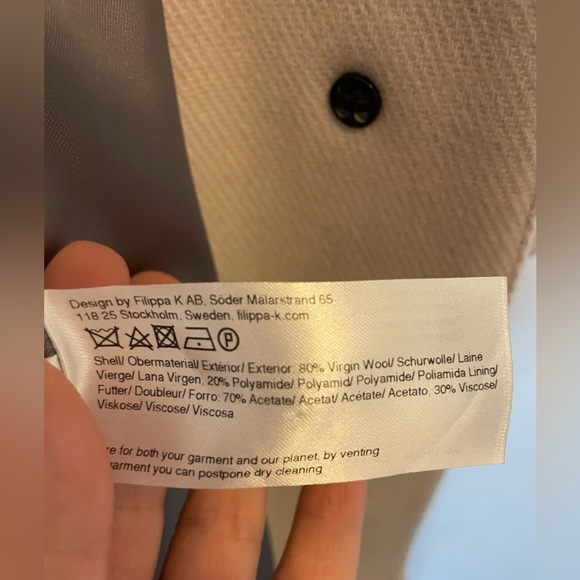 Design by Filippa K AB, Söder Mälarstrand 65
118 25 Stockholm, Sweden, filippa-k.com
P
Shell/ Obermaterial/ Extérior/ Exterior: 80% Virgin Wool/ Schurwolle/ Laine
Vierge/ Lana Virgen, 20% Polyamide/ Polyamid/ Polyamide/ Poliamida Lining/
Futter/ Doubleur/ Forro: 70% Acetate/ Acetat/ Acétate/ Acetato, 30% Viscose/
Viskose/ Viscose/ Viscosa
re for both your garment and our planet, by venting
garment you can postpone dry cleaning